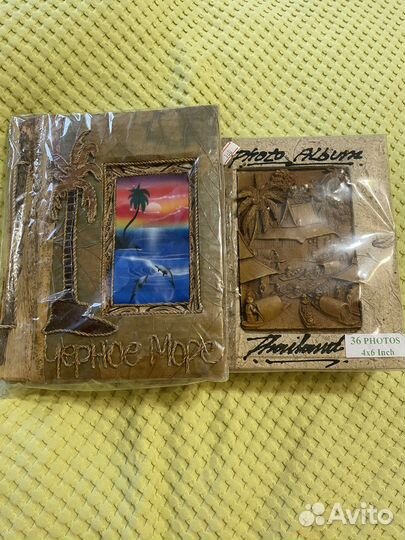 Черное Море
Photo Album
Thailand
36 PHOTOS
4x6 Inch
Avito